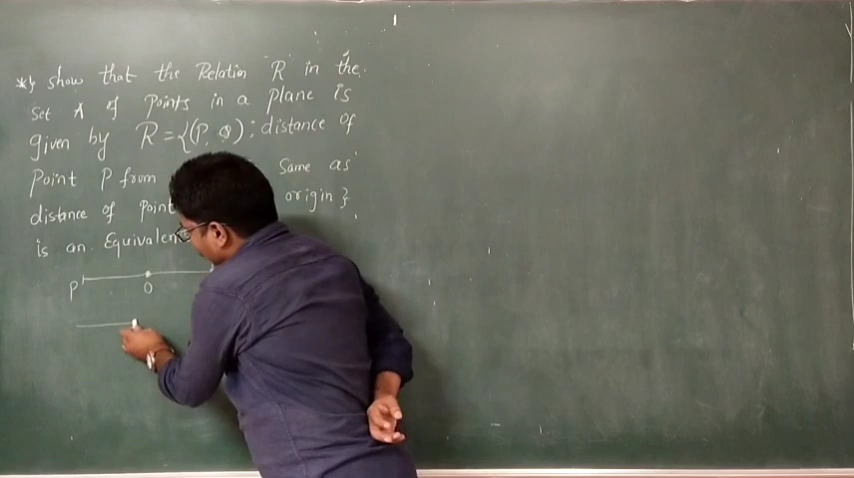 *) show that the Relation R in the
Set A of points in a plane is
given by R = {(P, Q) : distance of
Point P from Same as
distance of Point origin}
is an Equivalen
P O